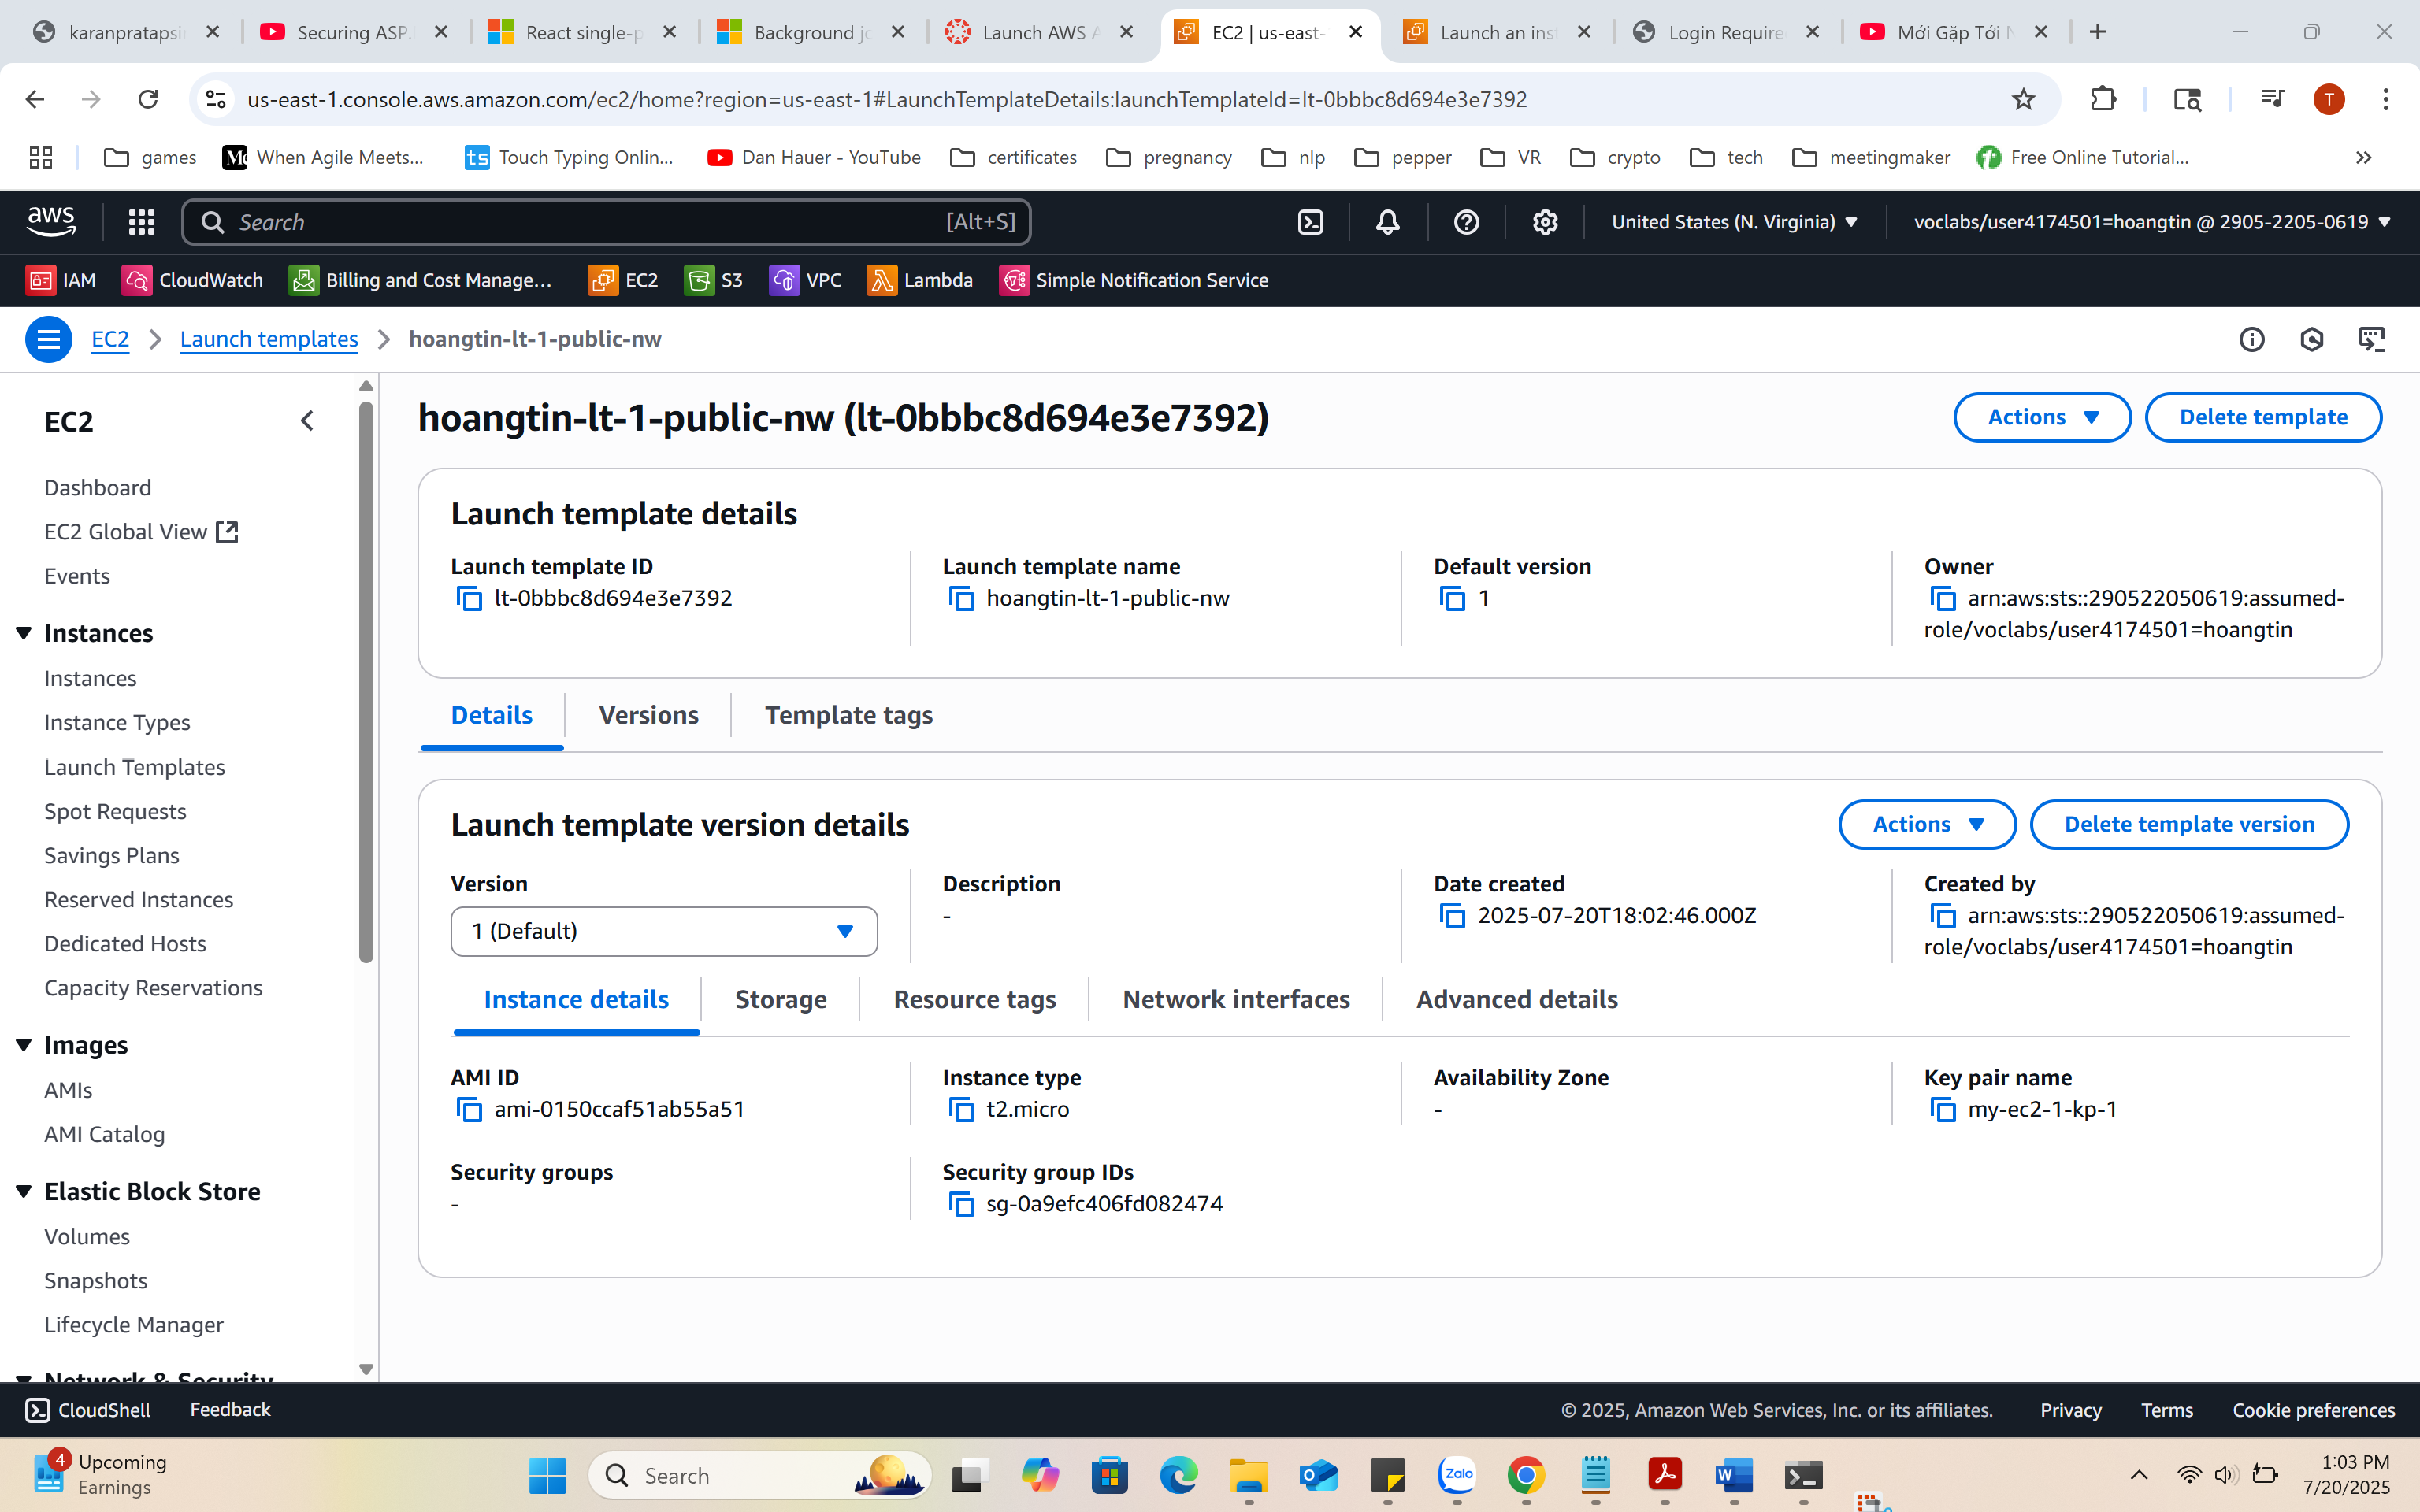 karanpratapsi
Securing ASP.
React single-p
Background jo
Launch AWS A
EC2 | us-east-
Launch an inst
Login Require
Mới Gặp Tới N
us-east-1.console.aws.amazon.com/ec2/home?region=us-east-1#LaunchTemplateDetails:launchTemplateId=lt-0bbbc8d694e3e7392
T
games
When Agile Meets...
ts
Touch Typing Onlin...
Dan Hauer - YouTube
certificates
pregnancy
nlp
pepper
VR
crypto
tech
meetingmaker
Free Online Tutorial...
aws
Search
[Alt+S]
United States (N. Virginia)
voclabs/user4174501=hoangtin @ 2905-2205-0619
IAM
CloudWatch
Billing and Cost Manage...
EC2
S3
VPC
Lambda
Simple Notification Service
EC2
Launch templates
hoangtin-lt-1-public-nw
EC2
Dashboard
EC2 Global View
Events
Instances
Instances
Instance Types
Launch Templates
Spot Requests
Savings Plans
Reserved Instances
Dedicated Hosts
Capacity Reservations
Images
AMIs
AMI Catalog
Elastic Block Store
Volumes
Snapshots
Lifecycle Manager
Network & Security
hoangtin-lt-1-public-nw (lt-0bbbc8d694e3e7392)
Actions
Delete template
Launch template details
Launch template ID
lt-0bbbc8d694e3e7392
Launch template name
hoangtin-lt-1-public-nw
Default version
1
Owner
arn:aws:sts::290522050619:assumed-
role/voclabs/user4174501=hoangtin
Details
Versions
Template tags
Launch template version details
Actions
Delete template version
Version
1 (Default)
Description
-
Date created
2025-07-20T18:02:46.000Z
Created by
arn:aws:sts::290522050619:assumed-
role/voclabs/user4174501=hoangtin
Instance details
Storage
Resource tags
Network interfaces
Advanced details
AMI ID
ami-0150ccaf51ab55a51
Instance type
t2.micro
Availability Zone
-
Key pair name
my-ec2-1-kp-1
Security groups
-
Security group IDs
sg-0a9efc406fd082474
CloudShell
Feedback
© 2025, Amazon Web Services, Inc. or its affiliates.
Privacy
Terms
Cookie preferences
4
Upcoming
Earnings
Search
Zalo
1:03 PM
7/20/2025